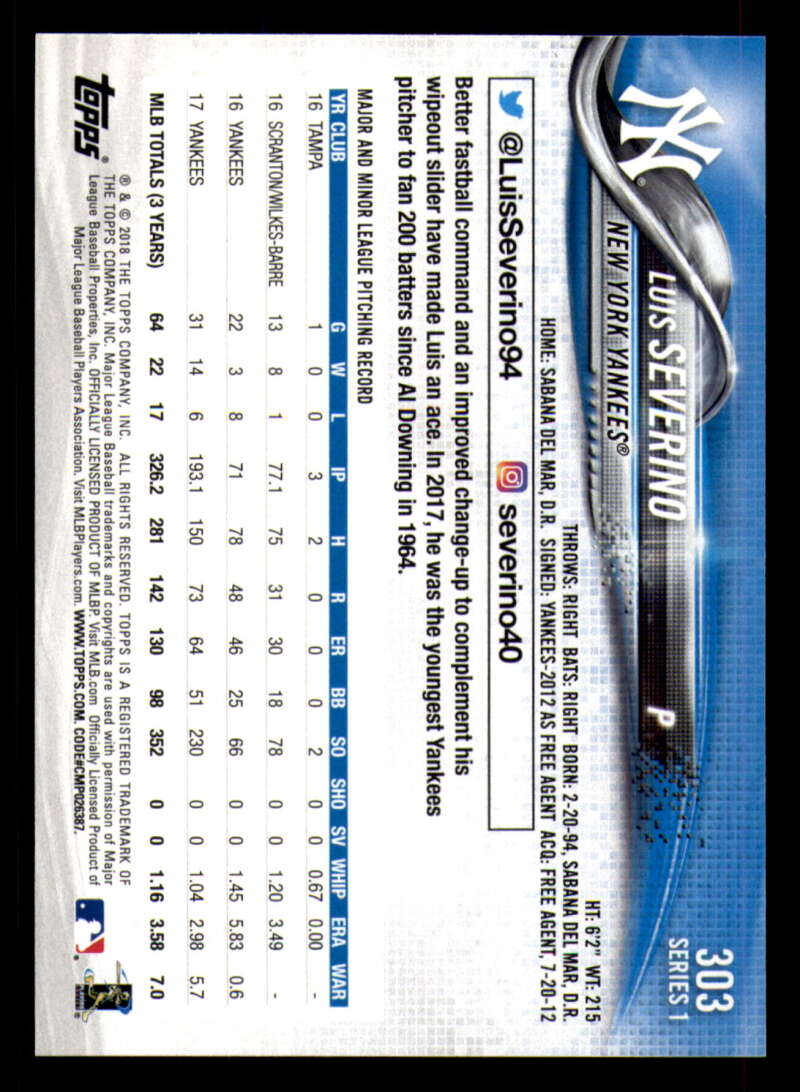 303
SERIES 1
NY
®
LUIS SEVERINO P
NEW YORK YANKEES®
HT: 6'2" WT: 215
THROWS: RIGHT BATS: RIGHT BORN: 2-20-94, SABANA DEL MAR, D.R.
HOME: SABANA DEL MAR, D.R. SIGNED: YANKEES-2012 AS FREE AGENT ACQ: FREE AGENT, 7-20-12
@LuisSeverino94 severino40
Better fastball command and an improved change-up to complement his
wipeout slider have made Luis an ace. In 2017, he was the youngest Yankees
pitcher to fan 200 batters since Al Downing in 1964.
MAJOR AND MINOR LEAGUE PITCHING RECORD
YR CLUB G W L IP H R ER BB SO SHO SV WHIP ERA WAR
16 TAMPA 1 0 0 3 2 0 0 0 2 0 0 0.67 0.00 -
16 SCRANTON/WILKES-BARRE 13 8 1 77.1 75 31 30 18 78 0 0 1.20 3.49 -
16 YANKEES 22 3 8 71 78 48 46 25 66 0 0 1.45 5.83 0.6
17 YANKEES 31 14 6 193.1 150 73 64 51 230 0 0 1.04 2.98 5.7
MLB TOTALS (3 YEARS) 64 22 17 326.2 281 142 130 98 352 0 0 1.16 3.58 7.0
topps®
® & © 2018 THE TOPPS COMPANY, INC. ALL RIGHTS RESERVED. TOPPS IS A REGISTERED TRADEMARK OF
THE TOPPS COMPANY, INC. Major League Baseball trademarks and copyrights are used with permission of Major
League Baseball Properties, Inc. OFFICIALLY LICENSED PRODUCT OF MLBP. Visit MLB.com Officially Licensed Product of
Major League Baseball Players Association. Visit MLBPlayers.com. WWW.TOPPS.COM. CODE#CMP026387.